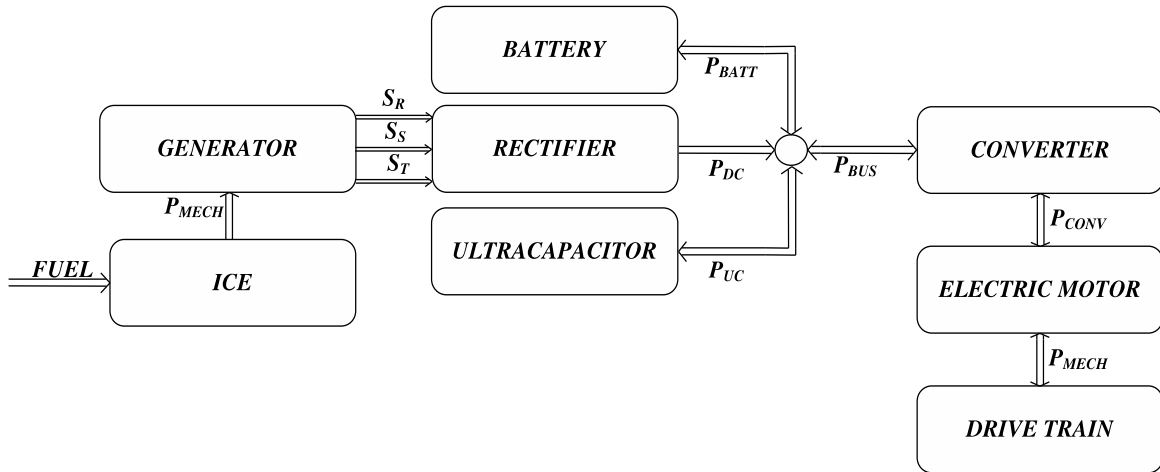 BATTERY
P_BATT
S_R
GENERATOR
S_S
RECTIFIER
CONVERTER
S_T
P_DC
P_BUS
P_MECH
P_CONV
ULTRACAPACITOR
FUEL
ICE
P_UC
ELECTRIC MOTOR
P_MECH
DRIVE TRAIN